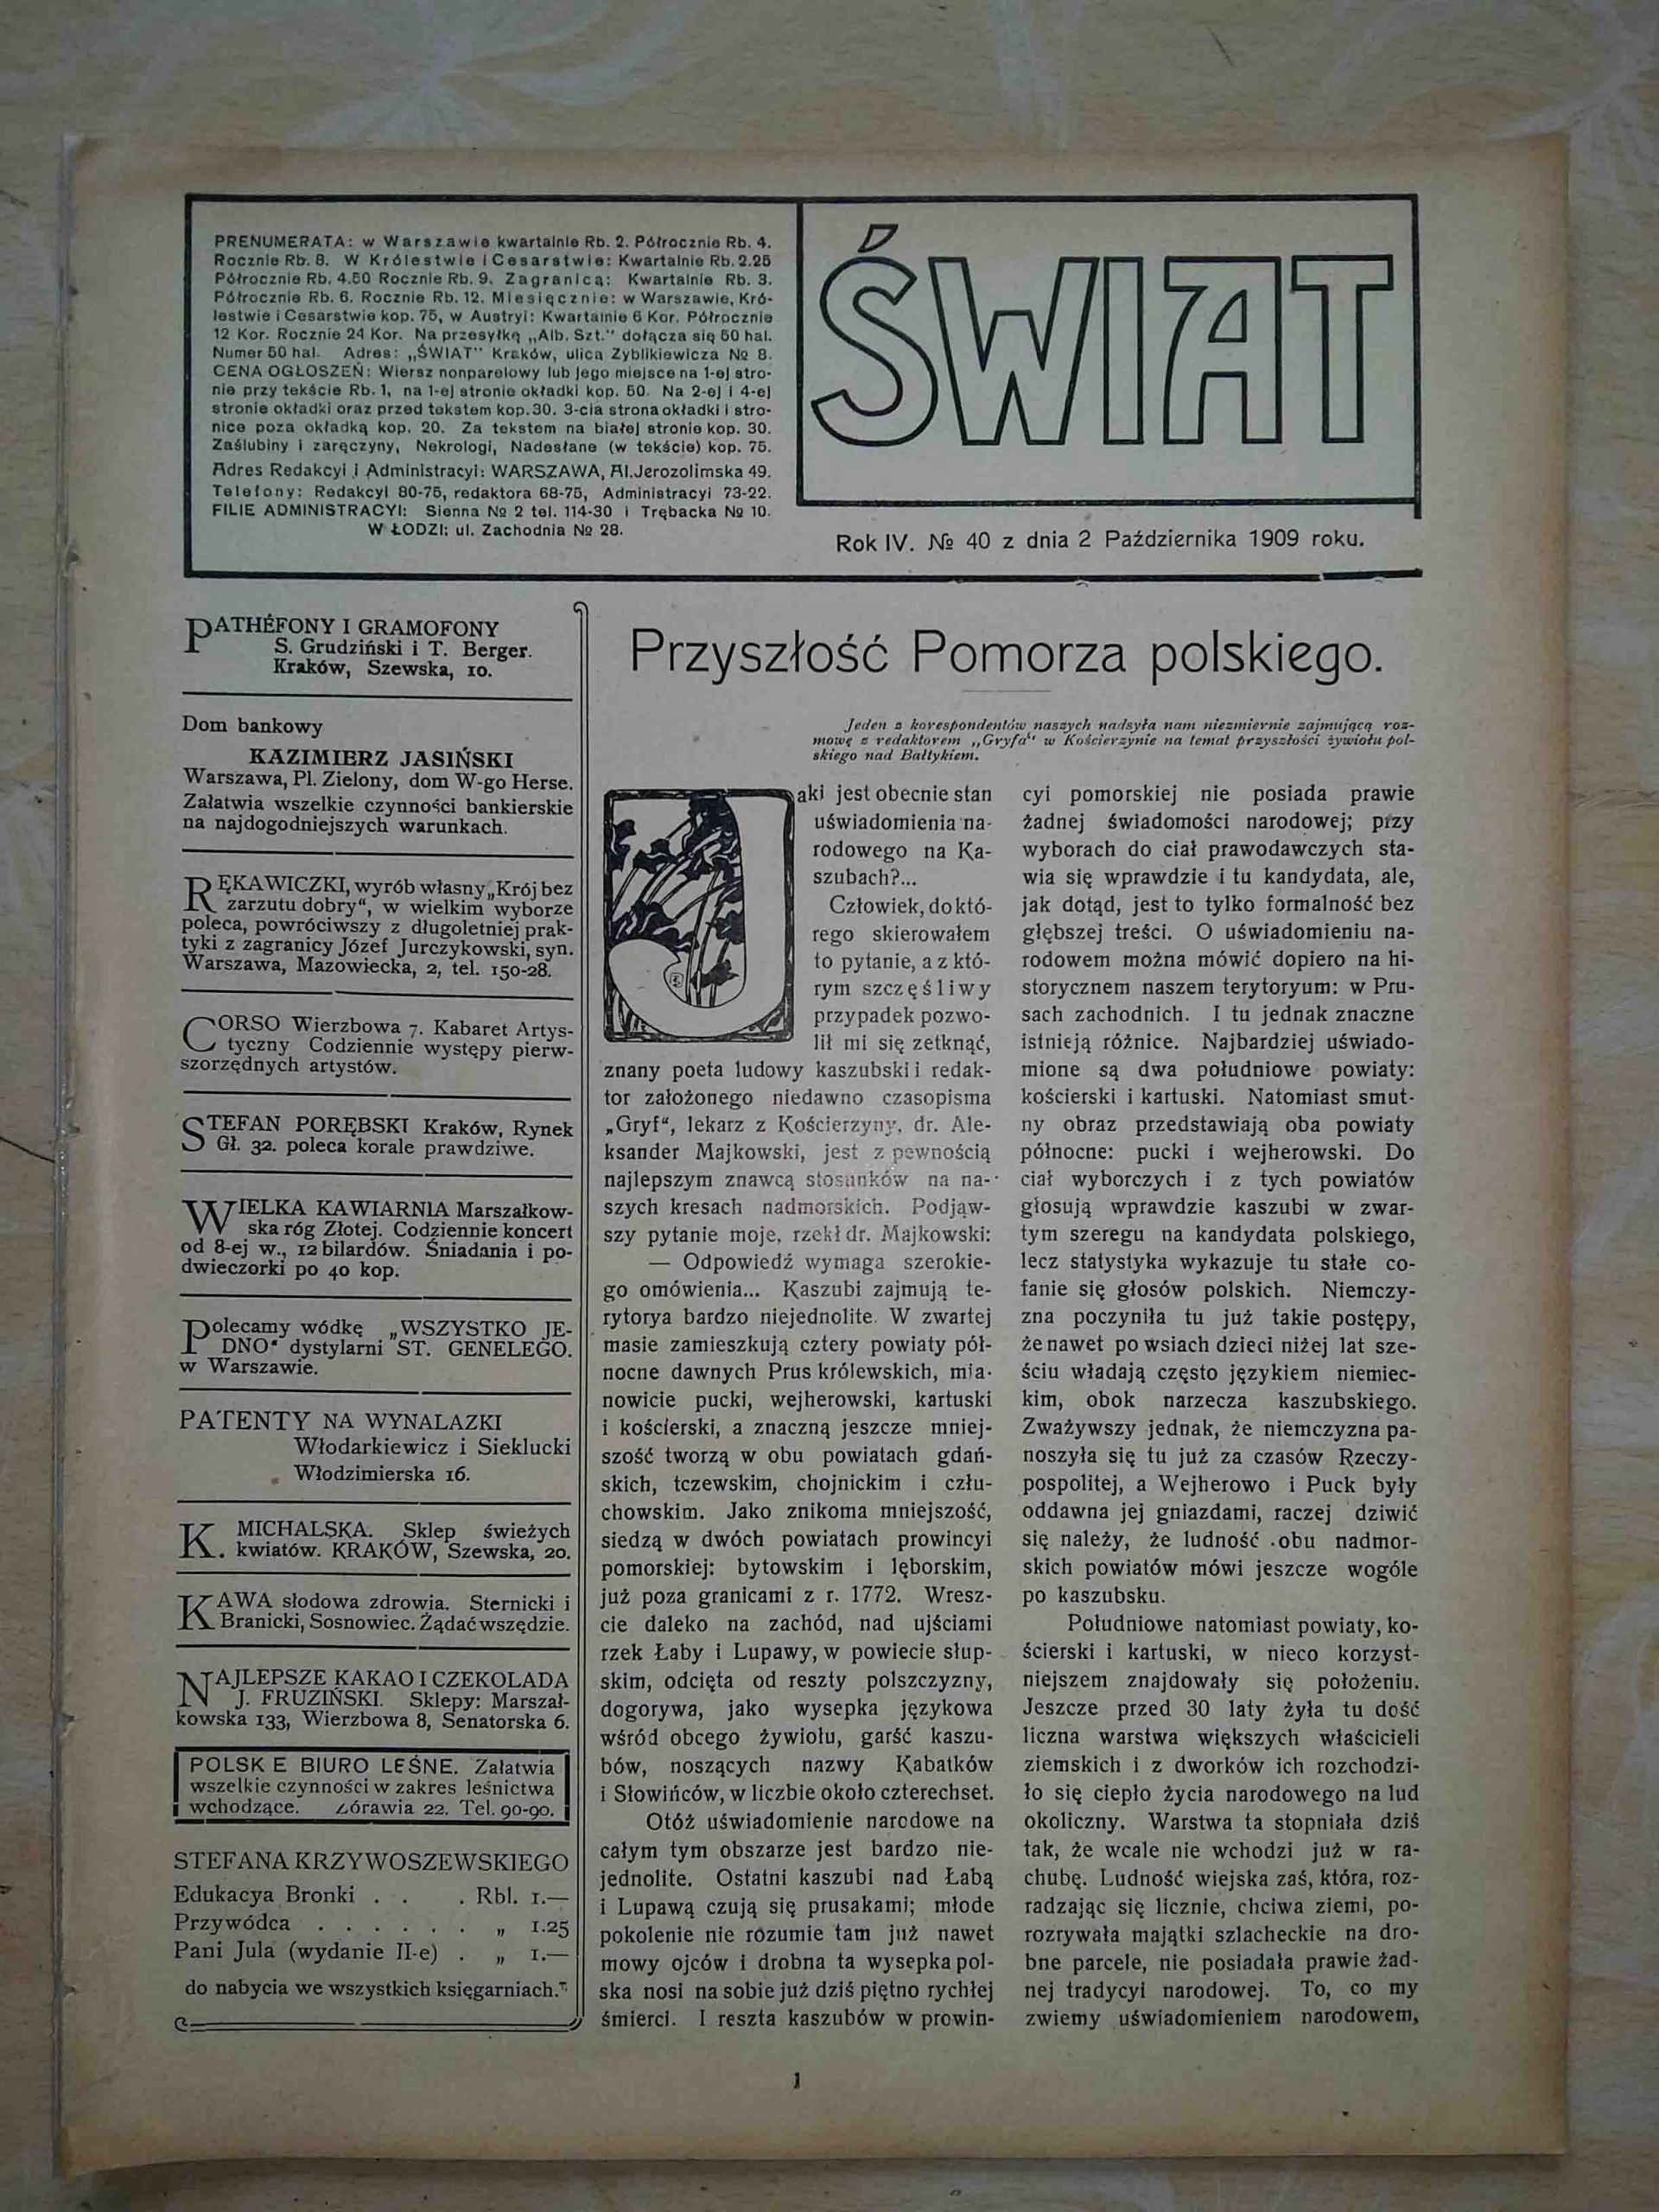 PRENUMERATA: w Warszawie kwartalnie Rb. 2. Półrocznie Rb. 4.
Rocznie Rb. 8. W Królestwie i Cesarstwie: Kwartalnie Rb. 2.25
Półrocznie Rb. 4.50 Rocznie Rb. 9. Zagranicą: Kwartalnie Rb. 3.
Półrocznie Rb. 6. Rocznie Rb. 12. Miesięcznie: w Warszawie, Kró-
lestwie i Cesarstwie kop. 75, w Austryi: Kwartalnie 6 Kor. Półrocznie
12 Kor. Rocznie 24 Kor. Na przesyłkę „Alb. Szt.” dołącza się 50 hal.
Numer 50 hal. Adres: „ŚWIAT” Kraków, ulica Zyblikiewicza № 8.
CENA OGŁOSZEŃ: Wiersz nonparelowy lub jego miejsce na 1-ej stro-
nie przy tekście Rb. 1, na 1-ej stronie okładki kop. 50. Na 2-ej i 4-ej
stronie okładki oraz przed tekstem kop. 30. 3-cia strona okładki i stro-
nice poza okładką kop. 20. Za tekstem na białej stronie kop. 30.
Zaślubiny i zaręczyny, Nekrologi, Nadesłane (w tekście) kop. 75.
Adres Redakcyi i Administracyi: WARSZAWA, Al. Jerozolimska 49.
Telefony: Redakcyi 80-75, redaktora 68-75, Administracyi 73-22.
FILIE ADMINISTRACYI: Sienna № 2 tel. 114-30 i Trębacka № 10.
W ŁODZI: ul. Zachodnia № 28.
ŚWIAT
Rok IV. № 40 z dnia 2 Października 1909 roku.
PATHÉFONY I GRAMOFONY
S. Grudziński i T. Berger.
Kraków, Szewska, 10.
Dom bankowy
KAZIMIERZ JASIŃSKI
Warszawa, Pl. Zielony, dom W-go Herse.
Załatwia wszelkie czynności bankierskie
na najdogodniejszych warunkach.
RĘKAWICZKI, wyrób własny „Krój bez
zarzutu dobry“, w wielkim wyborze
poleca, powróciwszy z długoletniej prak-
tyki z zagranicy Józef Jurczykowski, syn.
Warszawa, Mazowiecka, 2, tel. 150-28.
CORSO Wierzbowa 7. Kabaret Artys-
tyczny Codziennie występy pierw-
szorzędnych artystów.
STEFAN PORĘBSKI Kraków, Rynek
Gł. 32. poleca korale prawdziwe.
WIELKA KAWIARNIA Marszałkow-
ska róg Złotej. Codziennie koncert
od 8-ej w., 12 bilardów. Śniadania i po-
dwieczorki po 40 kop.
Polecamy wódkę „WSZYSTKO JE-
DNO“ dystylarni ST. GENELEGO.
w Warszawie.
PATENTY NA WYNALAZKI
Włodarkiewicz i Sieklucki
Włodzimierska 16.
K. MICHALSKA. Sklep świeżych
kwiatów. KRAKÓW, Szewska, 20.
KAWA słodowa zdrowia. Sternicki i
Branicki, Sosnowiec. Żądać wszędzie.
NAJLEPSZE KAKAO I CZEKOLADA
J. FRUZIŃSKI. Sklepy: Marszał-
kowska 133, Wierzbowa 8, Senatorska 6.
POLSK E BIURO LEŚNE. Załatwia
wszelkie czynności w zakres leśnictwa
wchodzące. Żórawia 22. Tel. 90-90.
STEFANA KRZYWOSZEWSKIEGO
Edukacya Bronki . . . Rbl. 1.—
Przywódca . . . . . . „ 1.25
Pani Jula (wydanie II-e) . „ 1.—
do nabycia we wszystkich księgarniach.
Przyszłość Pomorza polskiego.
Jeden z korespondentów naszych nadsyła nam niezmiernie zajmującą roz-
mowę z redaktorem „Gryfa“ w Kościerzynie na temat przyszłości żywiołu pol-
skiego nad Bałtykiem.
Jaki jest obecnie stan
uświadomienia na-
rodowego na Ka-
szubach?...
Człowiek, do któ-
rego skierowałem
to pytanie, a z któ-
rym szczęśliwy
przypadek pozwo-
lił mi się zetknąć,
znany poeta ludowy kaszubski i redak-
tor założonego niedawno czasopisma
„Gryf“, lekarz z Kościerzyny, dr. Ale-
ksander Majkowski, jest z pewnością
najlepszym znawcą stosunków na na-
szych kresach nadmorskich. Podjąw-
szy pytanie moje, rzekł dr. Majkowski:
— Odpowiedź wymaga szerokie-
go omówienia... Kaszubi zajmują te-
rytorya bardzo niejednolite. W zwartej
masie zamieszkują cztery powiaty pół-
nocne dawnych Prus królewskich, mia-
nowicie pucki, wejherowski, kartuski
i kościerski, a znaczną jeszcze mniej-
szość tworzą w obu powiatach gdań-
skich, tczewskim, chojnickim i człu-
chowskim. Jako znikoma mniejszość,
siedzą w dwóch powiatach prowincyi
pomorskiej: bytowskim i lęborskim,
już poza granicami z r. 1772. Wresz-
cie daleko na zachód, nad ujściami
rzek Łaby i Lupawy, w powiecie słup-
skim, odcięta od reszty polszczyzny,
dogorywa, jako wysepka językowa
wśród obcego żywiołu, garść kaszu-
bów, noszących nazwy Kabatków
i Słowińców, w liczbie około czterechset.
Otóż uświadomienie narodowe na
całym tym obszarze jest bardzo nie-
jednolite. Ostatni kaszubi nad Łabą
i Lupawą czują się prusakami; młode
pokolenie nie rozumie tam już nawet
mowy ojców i drobna ta wysepka pol-
ska nosi na sobie już dziś piętno rychłej
śmierci. I reszta kaszubów w prowin-
cyi pomorskiej nie posiada prawie
żadnej świadomości narodowej; przy
wyborach do ciał prawodawczych sta-
wia się wprawdzie i tu kandydata, ale,
jak dotąd, jest to tylko formalność bez
głębszej treści. O uświadomieniu na-
rodowem można mówić dopiero na hi-
storycznem naszem terytoryum: w Pru-
sach zachodnich. I tu jednak znaczne
istnieją różnice. Najbardziej uświado-
mione są dwa południowe powiaty:
kościerski i kartuski. Natomiast smut-
ny obraz przedstawiają oba powiaty
północne: pucki i wejherowski. Do
ciał wyborczych i z tych powiatów
głosują wprawdzie kaszubi w zwar-
tym szeregu na kandydata polskiego,
lecz statystyka wykazuje tu stałe co-
fanie się głosów polskich. Niemczy-
zna poczyniła tu już takie postępy,
że nawet po wsiach dzieci niżej lat sze-
ściu władają często językiem niemiec-
kim, obok narzecza kaszubskiego.
Zważywszy jednak, że niemczyzna pa-
noszyła się tu już za czasów Rzeczy-
pospolitej, a Wejherowo i Puck były
oddawna jej gniazdami, raczej dziwić
się należy, że ludność obu nadmor-
skich powiatów mówi jeszcze wogóle
po kaszubsku.
Południowe natomiast powiaty, ko-
ścierski i kartuski, w nieco korzyst-
niejszem znajdowały się położeniu.
Jeszcze przed 30 laty żyła tu dość
liczna warstwa większych właścicieli
ziemskich i z dworków ich rozchodzi-
ło się ciepło życia narodowego na lud
okoliczny. Warstwa ta stopniała dziś
tak, że wcale nie wchodzi już w ra-
chubę. Ludność wiejska zaś, która, roz-
radzając się licznie, chciwa ziemi, po-
rozrywała majątki szlacheckie na dro-
bne parcele, nie posiadała prawie żad-
nej tradycyi narodowej. To, co my
zwiemy uświadomieniem narodowem,
1